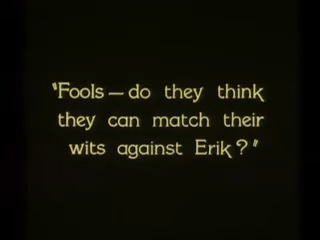 "Fools — do they think
they can match their
wits against Erik?"